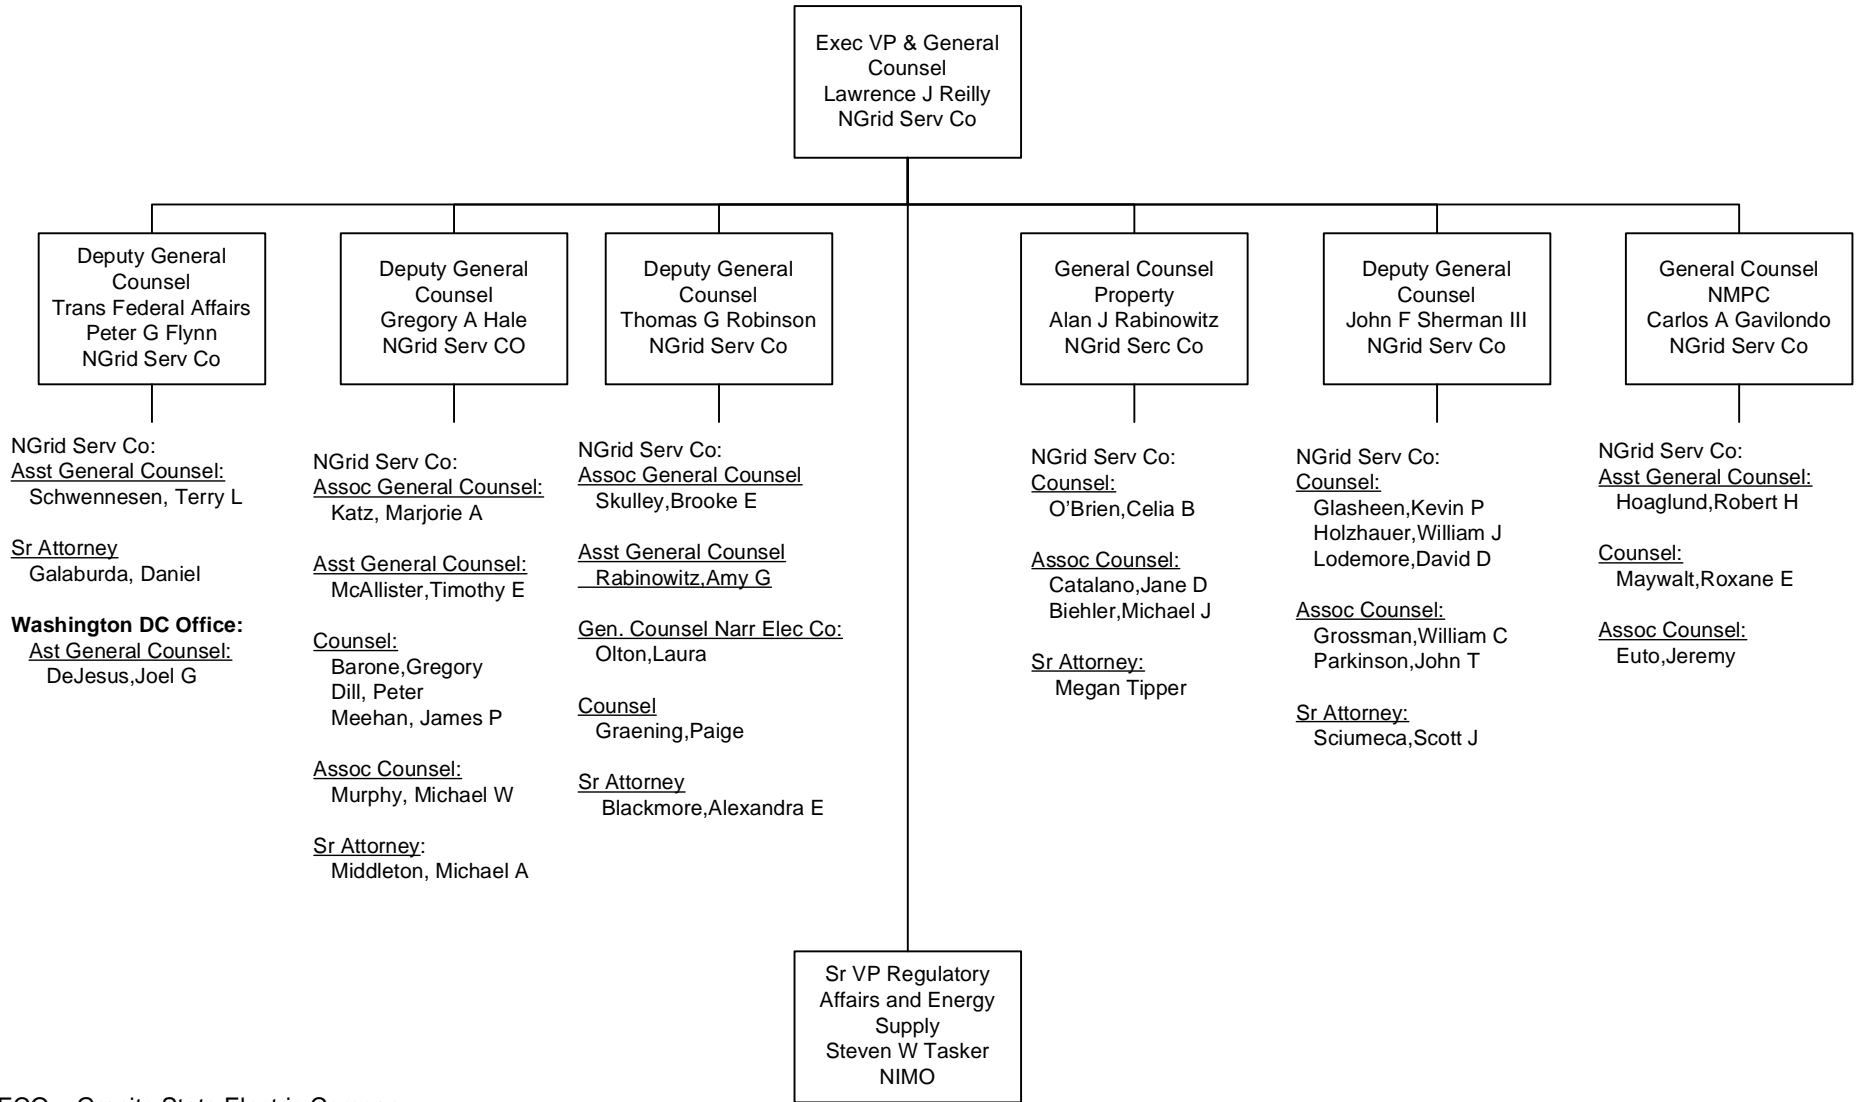 Exec VP & General
Counsel
Lawrence J Reilly
NGrid Serv Co
Deputy General
Counsel
Trans Federal Affairs
Peter G Flynn
NGrid Serv Co
Deputy General
Counsel
Gregory A Hale
NGrid Serv CO
Deputy General
Counsel
Thomas G Robinson
NGrid Serv Co
General Counsel
Property
Alan J Rabinowitz
NGrid Serc Co
Deputy General
Counsel
John F Sherman III
NGrid Serv Co
General Counsel
NMPC
Carlos A Gavilondo
NGrid Serv Co
NGrid Serv Co:
Asst General Counsel:
Schwennesen, Terry L
Sr Attorney
Galaburda, Daniel
Washington DC Office:
Ast General Counsel:
DeJesus,Joel G
NGrid Serv Co:
Assoc General Counsel:
Katz, Marjorie A
Asst General Counsel:
McAllister,Timothy E
Counsel:
Barone,Gregory
Dill, Peter
Meehan, James P
Assoc Counsel:
Murphy, Michael W
Sr Attorney:
Middleton, Michael A
NGrid Serv Co:
Assoc General Counsel
Skulley,Brooke E
Asst General Counsel
Rabinowitz,Amy G
Gen. Counsel Narr Elec Co:
Olton,Laura
Counsel
Graening,Paige
Sr Attorney
Blackmore,Alexandra E
NGrid Serv Co:
Counsel:
O’Brien,Celia B
Assoc Counsel:
Catalano,Jane D
Biehler,Michael J
Sr Attorney:
Megan Tipper
NGrid Serv Co:
Counsel:
Glasheen,Kevin P
Holzhauer,William J
Lodemore,David D
Assoc Counsel:
Grossman,William C
Parkinson,John T
Sr Attorney:
Sciumeca,Scott J
NGrid Serv Co:
Asst General Counsel:
Hoaglund,Robert H
Counsel:
Maywalt,Roxane E
Assoc Counsel:
Euto,Jeremy
Sr VP Regulatory
Affairs and Energy
Supply
Steven W Tasker
NIMO